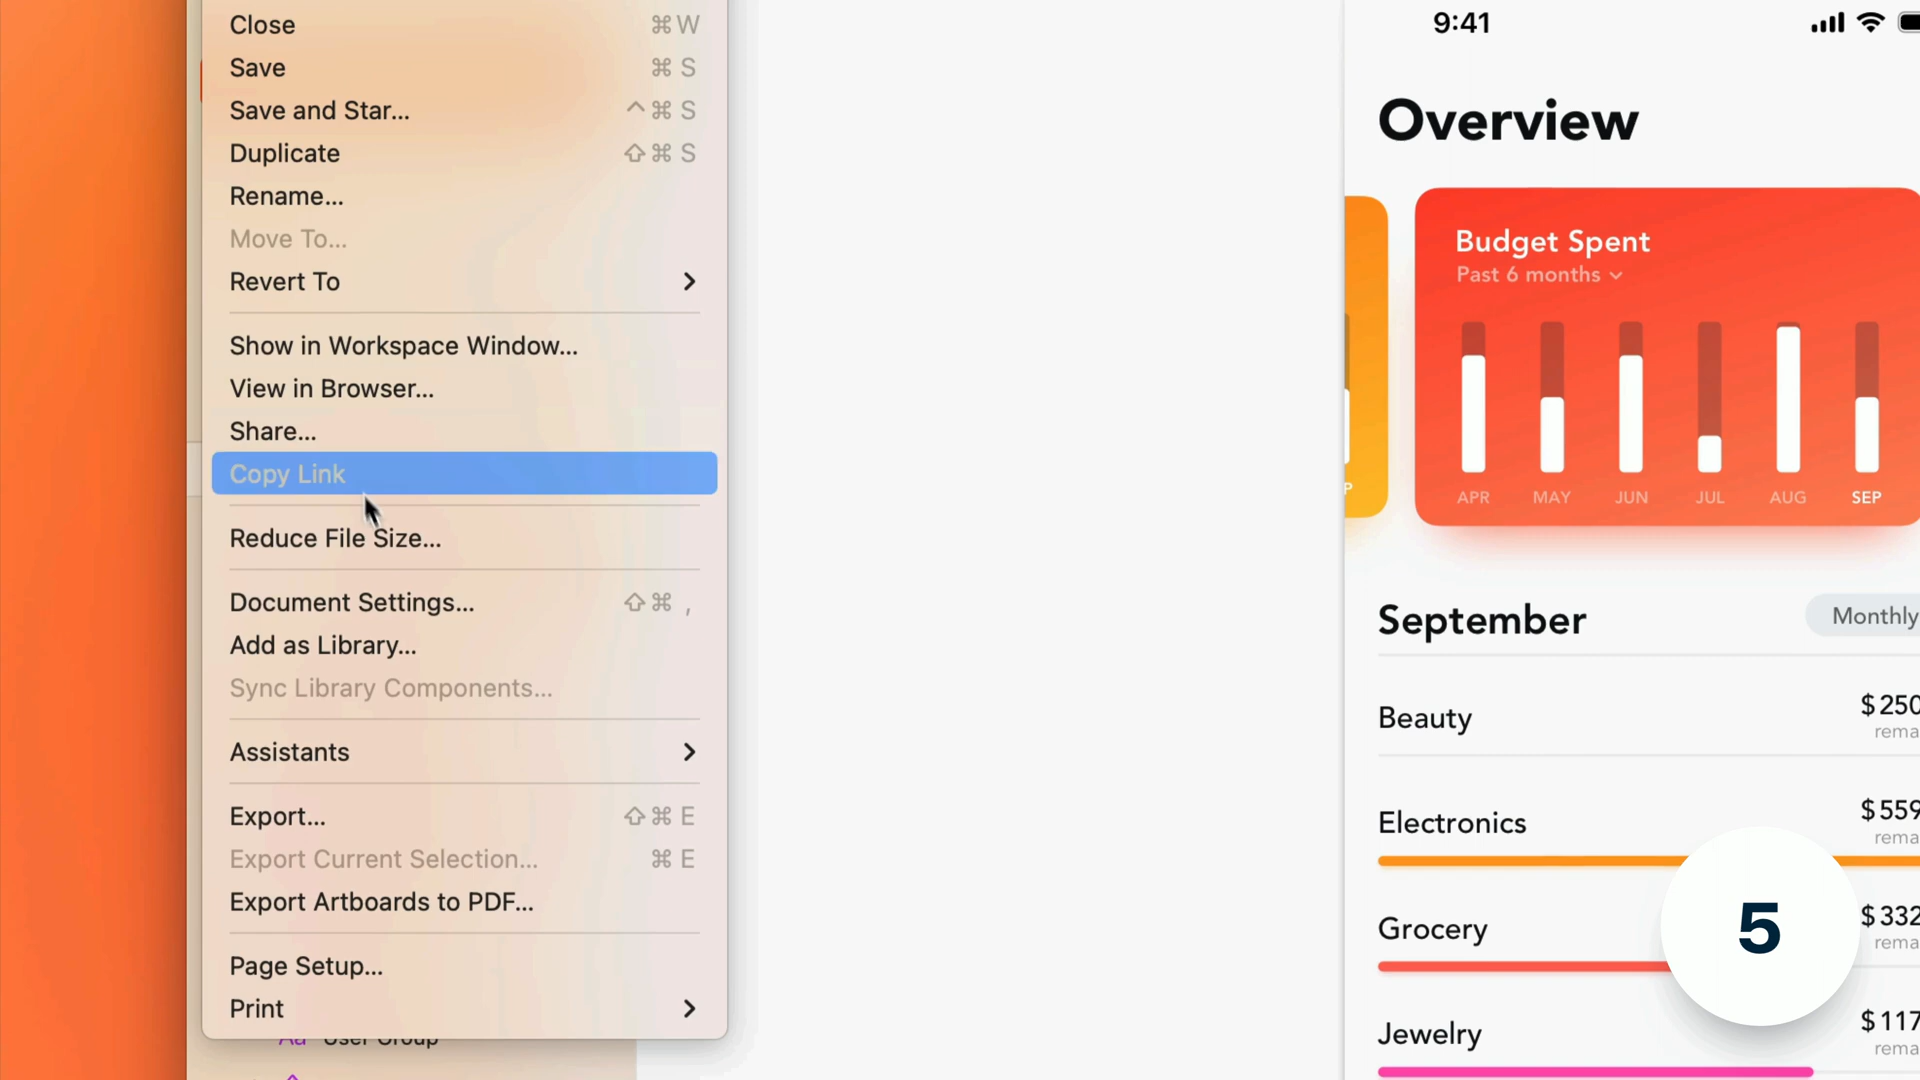 Close ⌘ W
Save ⌘ S
Save and Star... ^ ⌘ S
Duplicate ⇧ ⌘ S
Rename...
Move To...
Revert To
Show in Workspace Window...
View in Browser...
Share...
Copy Link
Reduce File Size...
Document Settings... ⇧ ⌘ ,
Add as Library...
Sync Library Components...
Assistants
Export... ⇧ ⌘ E
Export Current Selection... ⌘ E
Export Artboards to PDF...
Page Setup...
Print
9:41
Overview
Budget Spent
Past 6 months
APR MAY JUN JUL AUG SEP
September
Monthly
Beauty
$250
Electronics
$559
Grocery
$332
Jewelry
$117
5